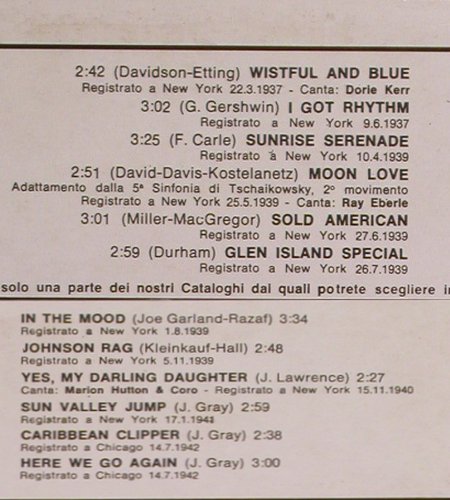 2:42 (Davidson-Etting) WISTFUL AND BLUE
Registrato a New York 22.3.1937 - Canta: Dorle Kerr
3:02 (G. Gershwin) I GOT RHYTHM
Registrato a New York 9.6.1937
3:25 (F. Carle) SUNRISE SERENADE
Registrato a New York 10.4.1939
2:51 (David-Davis-Kostelanetz) MOON LOVE
Adattamento dalla 5ª Sinfonia di Tschaikowsky, 2º movimento
Registrato a New York 25.5.1939 - Canta: Ray Eberle
3:01 (Miller-MacGregor) SOLD AMERICAN
Registrato a New York 27.6.1939
2:59 (Durham) GLEN ISLAND SPECIAL
Registrato a New York 26.7.1939
solo una parte dei nostri Cataloghi dai quali potrete scegliere in
IN THE MOOD (Joe Garland-Razaf) 3:34
Registrato a New York 1.8.1939
JOHNSON RAG (Kleinkauf-Hall) 2:48
Registrato a New York 5.11.1939
YES, MY DARLING DAUGHTER (J. Lawrence) 2:27
Canta: Marion Hutton & Coro - Registrato a New York 15.11.1940
SUN VALLEY JUMP (J. Gray) 2:59
Registrato a New York 17.1.1941
CARIBBEAN CLIPPER (J. Gray) 2:38
Registrato a Chicago 14.7.1942
HERE WE GO AGAIN (J. Gray) 3:00
Registrato a Chicago 14.7.1942